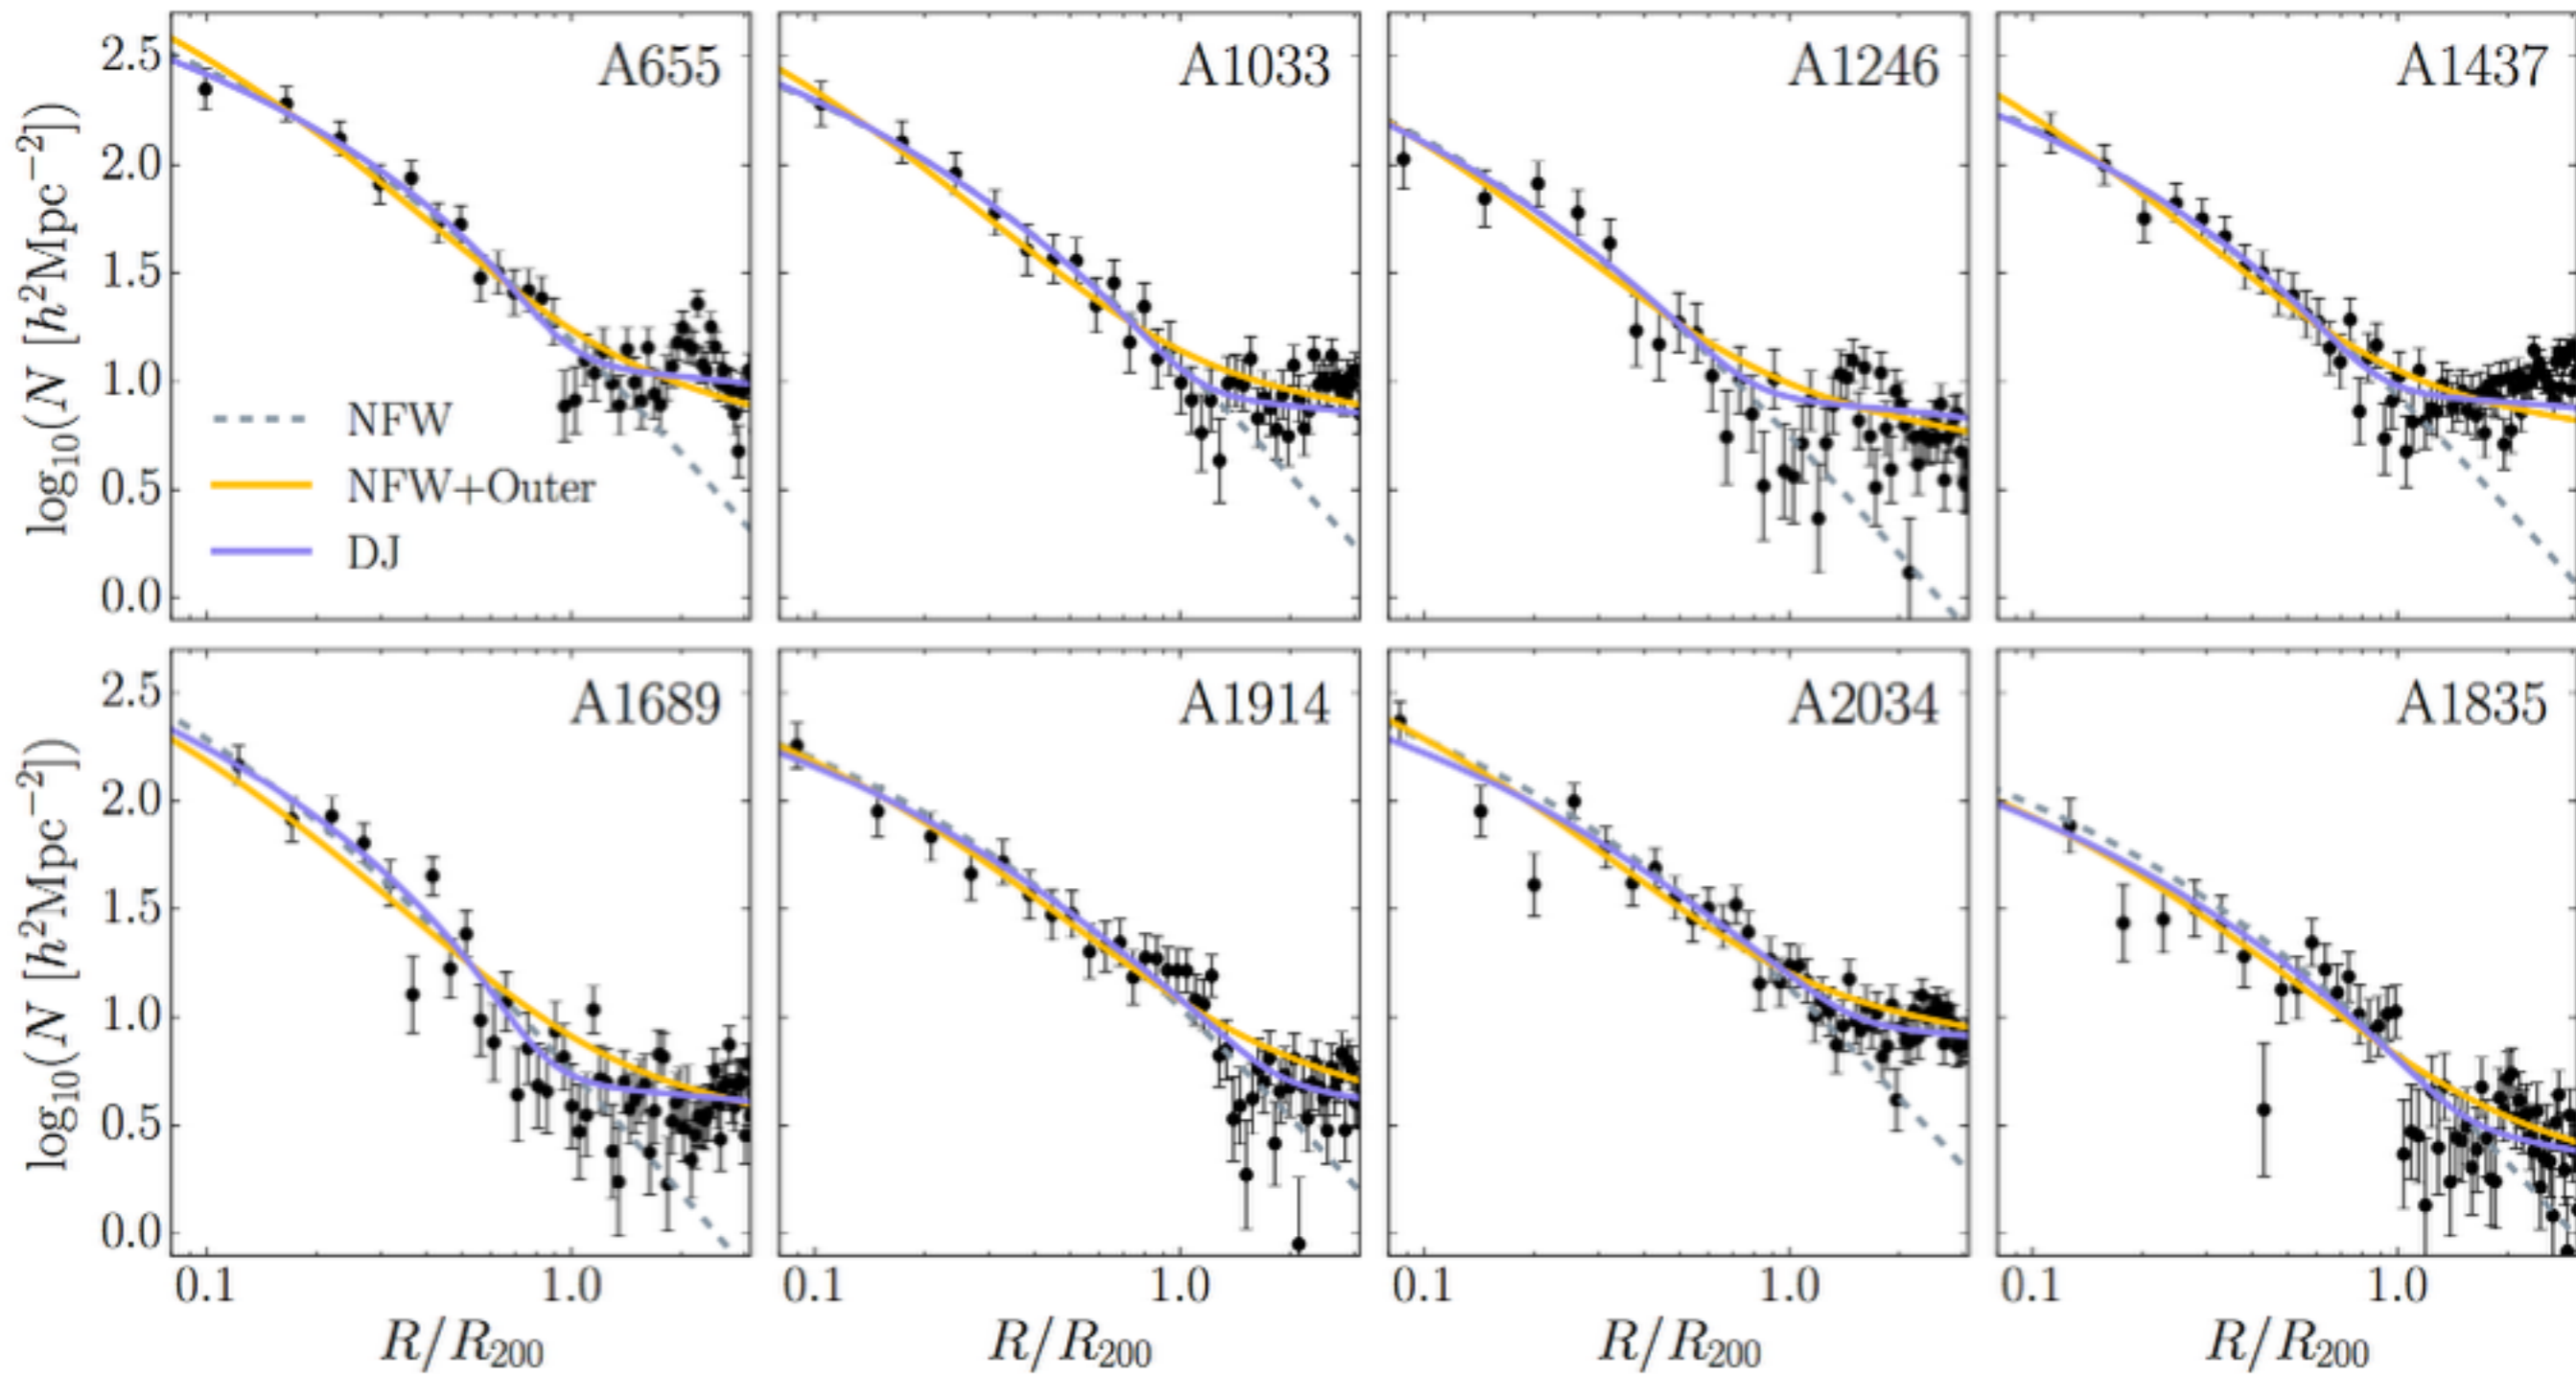 A655 A1033 A1246 A1437
log₁₀(N [h²Mpc⁻²])
2.5
2.0
1.5
1.0
0.5
0.0
NFW
NFW+Outer
DJ
A1689 A1914 A2034 A1835
log₁₀(N [h²Mpc⁻²])
2.5
2.0
1.5
1.0
0.5
0.0
0.1 1.0 0.1 1.0 0.1 1.0 0.1 1.0
R/R₂₀₀ R/R₂₀₀ R/R₂₀₀ R/R₂₀₀